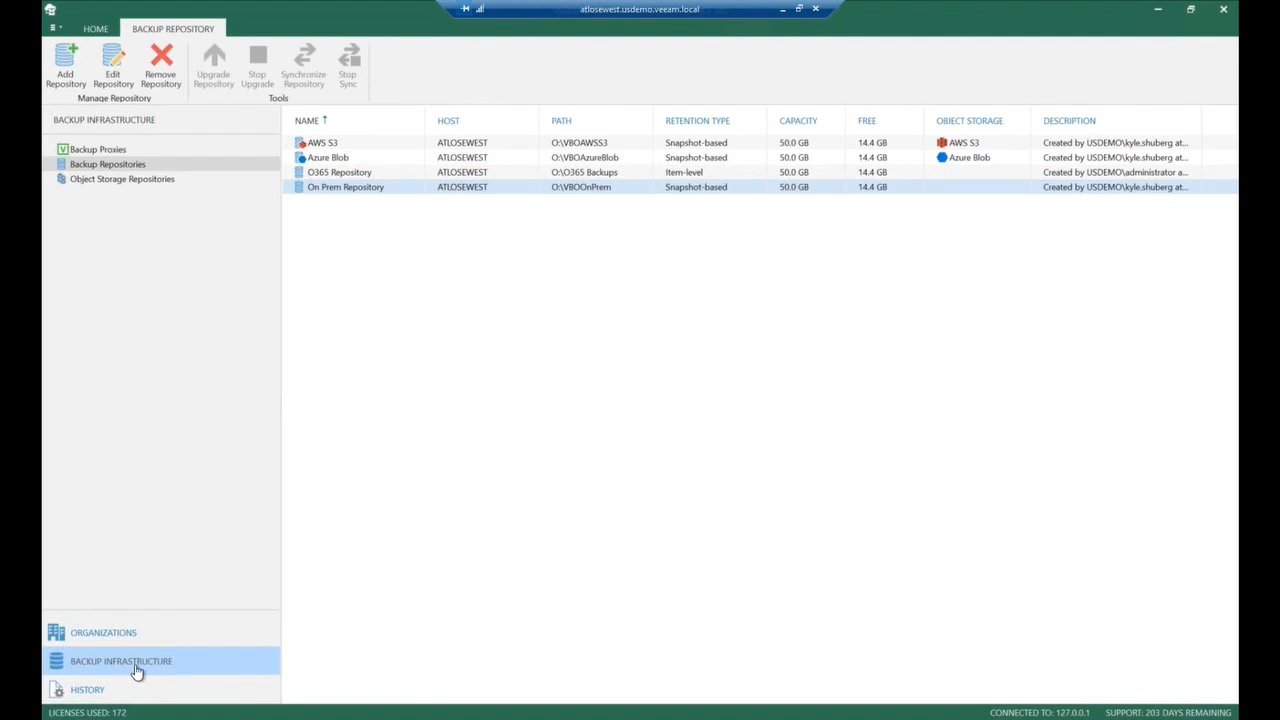 atlosewest.usdemo.veeam.local
HOME BACKUP REPOSITORY
Add Repository Edit Repository Remove Repository Upgrade Repository Stop Upgrade Synchronize Repository Stop Sync
Manage Repository Tools
BACKUP INFRASTRUCTURE
Backup Proxies
Backup Repositories
Object Storage Repositories
NAME HOST PATH RETENTION TYPE CAPACITY FREE OBJECT STORAGE DESCRIPTION
AWS S3 ATLOSEWEST O:\VBOAWSS3 Snapshot-based 50.0 GB 14.4 GB AWS S3 Created by USDEMO\kyle.shuberg at...
Azure Blob ATLOSEWEST O:\VBOAzureBlob Snapshot-based 50.0 GB 14.4 GB Azure Blob Created by USDEMO\kyle.shuberg at...
O365 Repository ATLOSEWEST O:\O365 Backups Item-level 50.0 GB 14.4 GB Created by USDEMO\administrator a...
On Prem Repository ATLOSEWEST O:\VBOOnPrem Snapshot-based 50.0 GB 14.4 GB Created by USDEMO\kyle.shuberg at...
ORGANIZATIONS
BACKUP INFRASTRUCTURE
HISTORY
LICENSES USED: 172 CONNECTED TO: 127.0.0.1 SUPPORT: 203 DAYS REMAINING